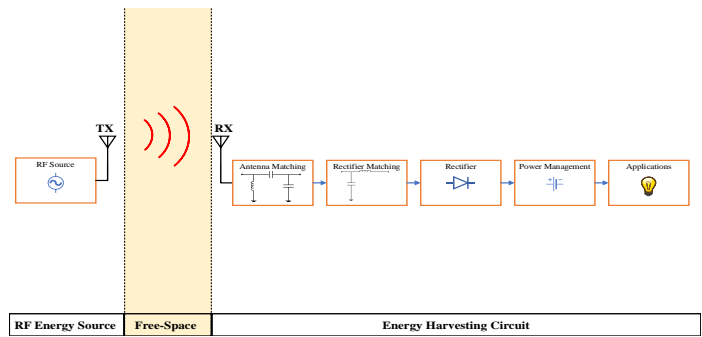 TX
RX
RF Source
Antenna Matching
Rectifier Matching
Rectifier
Power Management
Applications
RF Energy Source
Free-Space
Energy Harvesting Circuit